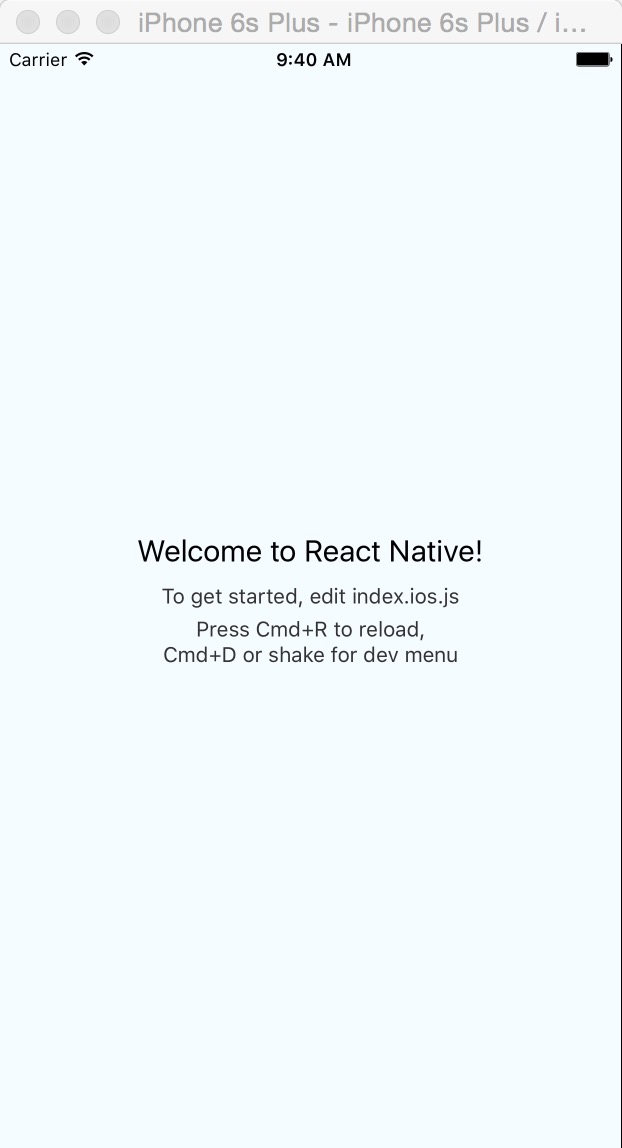 iPhone 6s Plus - iPhone 6s Plus / i...
Carrier 9:40 AM
Welcome to React Native!
To get started, edit index.ios.js
Press Cmd+R to reload,
Cmd+D or shake for dev menu